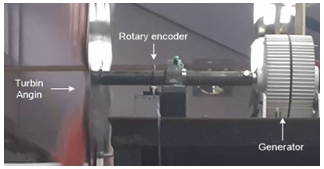 Rotary encoder
Turbin
Angin
Generator